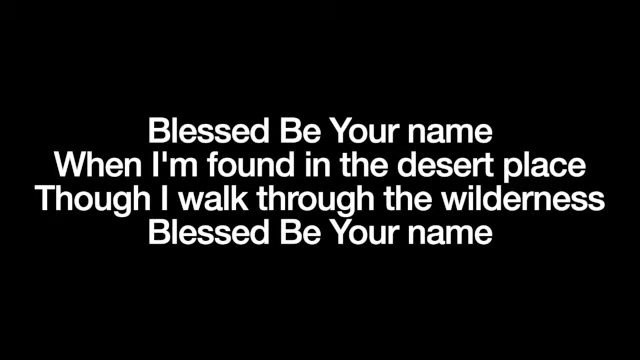 Blessed Be Your name
When I'm found in the desert place
Though I walk through the wilderness
Blessed Be Your name